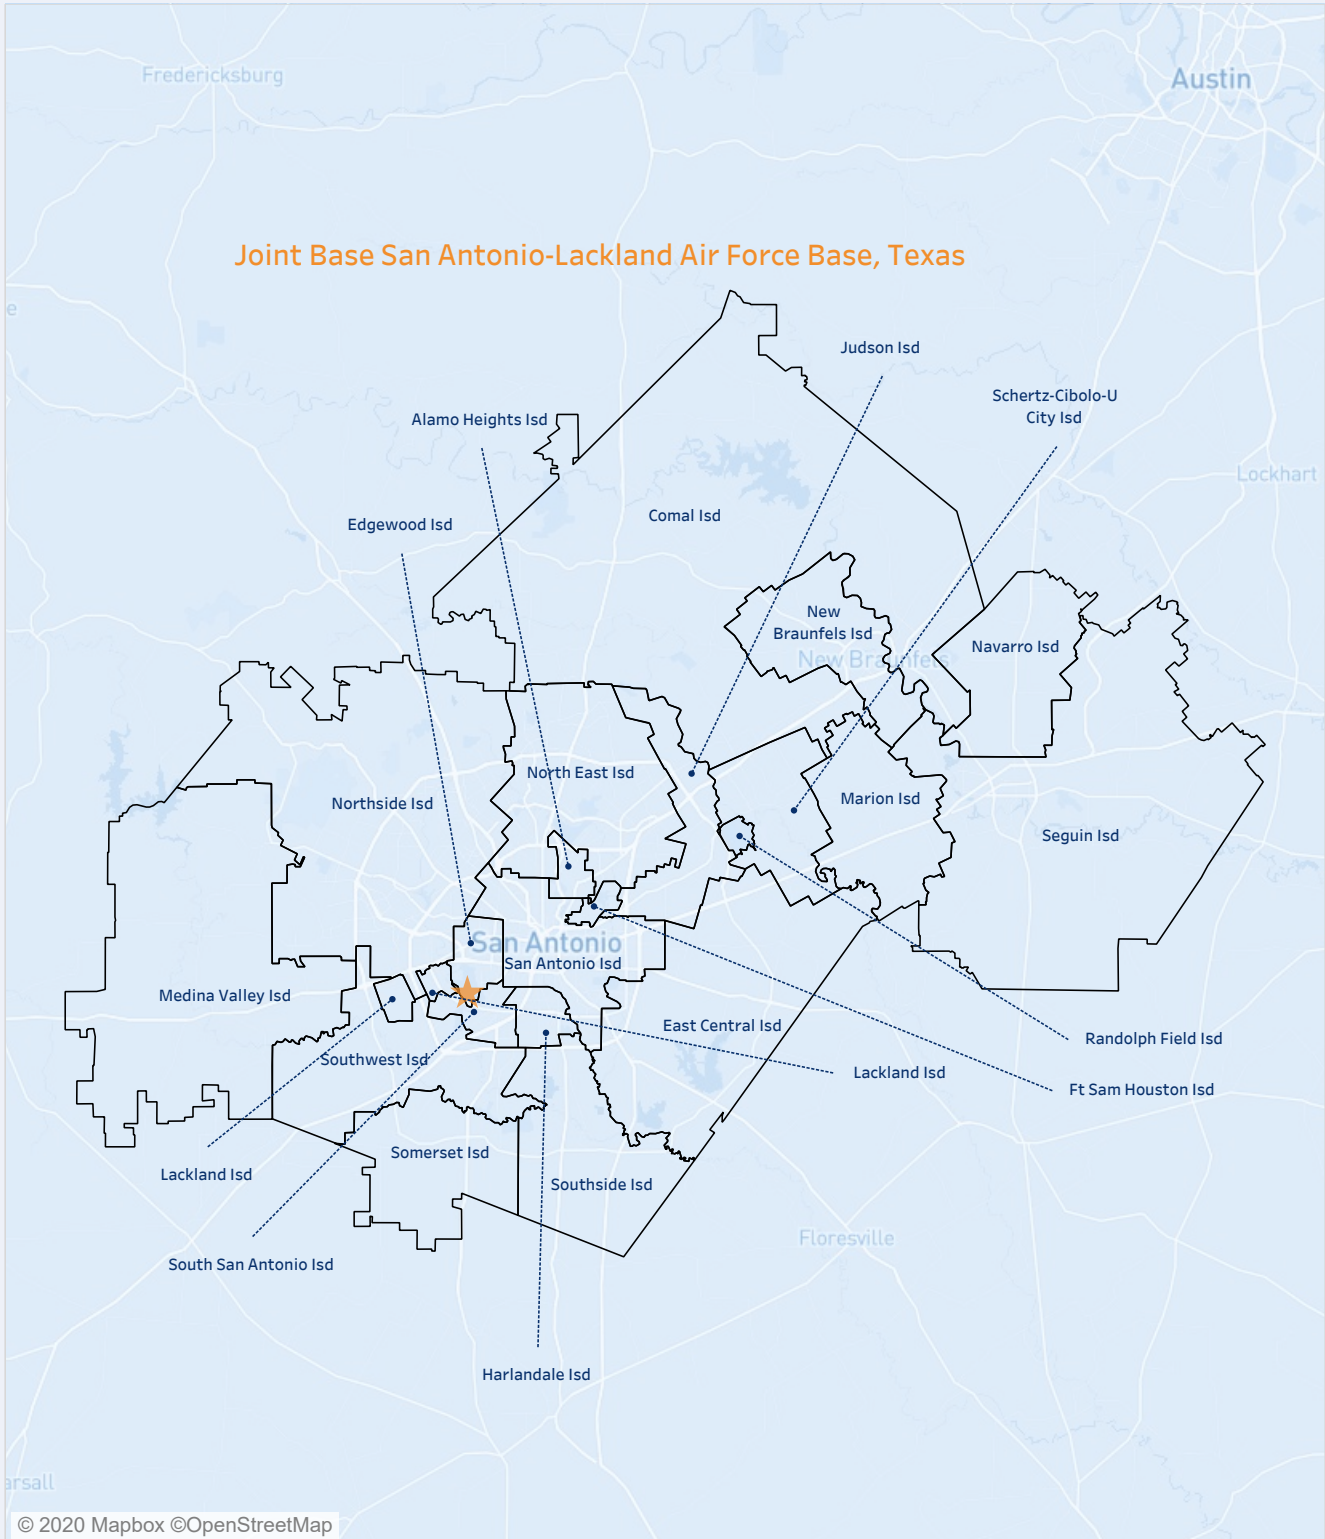 Fredericksburg
Austin
Joint Base San Antonio-Lackland Air Force Base, Texas
e
Judson Isd
Schertz-Cibolo-U
City Isd
Alamo Heights Isd
Lockhart
Comal Isd
Edgewood Isd
New
Braunfels Isd
Navarro Isd
New Braunfels
North East Isd
Northside Isd
Marion Isd
Seguin Isd
San Antonio
San Antonio Isd
Medina Valley Isd
East Central Isd
Randolph Field Isd
Southwest Isd
Lackland Isd
Ft Sam Houston Isd
Somerset Isd
Lackland Isd
Southside Isd
Floresville
South San Antonio Isd
Harlandale Isd
arsall
© 2020 Mapbox ©OpenStreetMap